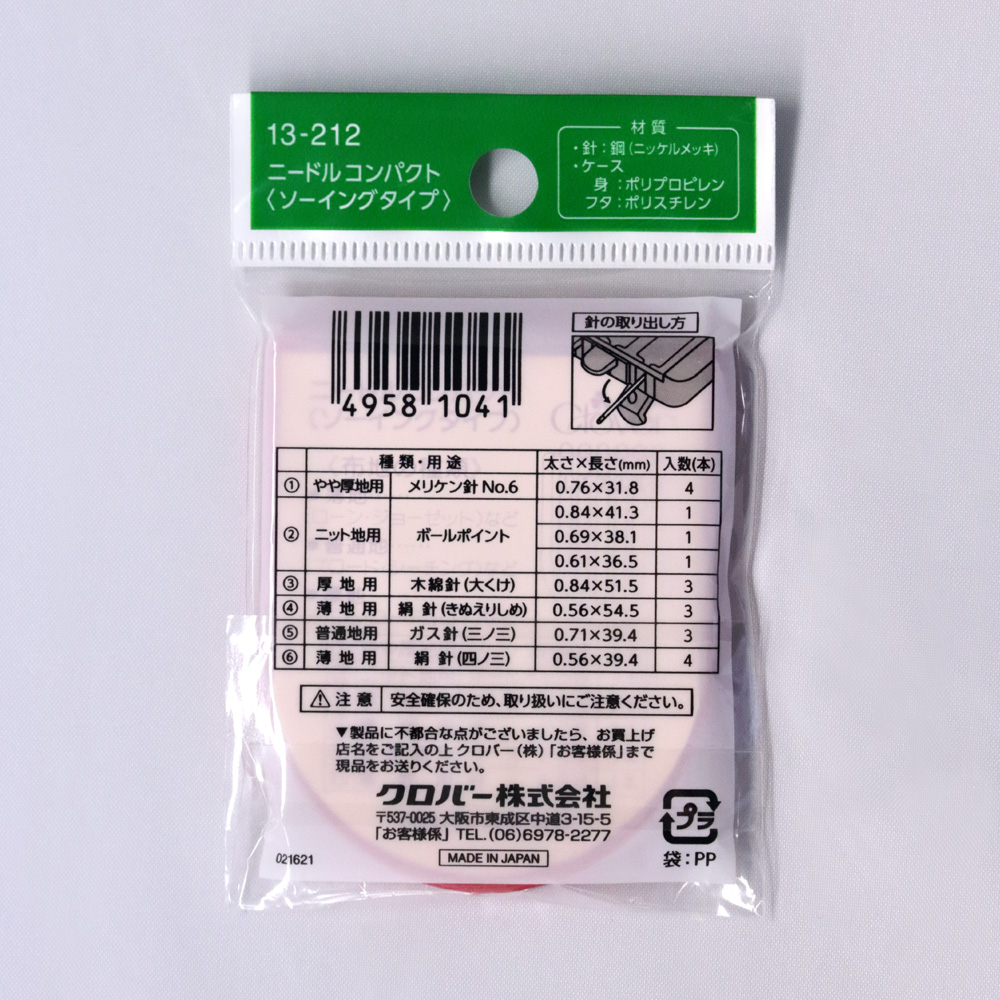 13-212
ニードル コンパクト
〈ソーイングタイプ〉
材質
・針：鋼(ニッケルメッキ)
・ケース
身：ポリプロピレン
フタ：ポリスチレン
針の取り出し方
4958 1041
種類・用途 太さ×長さ(mm) 入数(本)
① やや厚地用 メリケン針 No.6 0.76×31.8 4
② ニット地用 ボールポイント 0.84×41.3 1
0.69×38.1 1
0.61×36.5 1
③ 厚地用 木綿針(大くけ) 0.84×51.5 3
④ 薄地用 絹針(きぬえりしめ) 0.56×54.5 3
⑤ 普通地用 ガス針(三ノ三) 0.71×39.4 3
⑥ 薄地用 絹針(四ノ三) 0.56×39.4 4
⚠注意 安全確保のため、取り扱いにご注意ください。
▼製品に不都合な点がございましたら、お買上げ
店名をご記入の上 クロバー(株)「お客様係」まで
現品をお送りください。
クロバー株式会社
〒537-0025 大阪市東成区中道3-15-5
「お客様係」TEL.(06)6978-2277
MADE IN JAPAN
021621
プラ
袋：PP